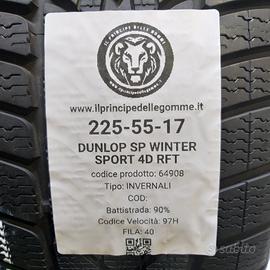 IL PRINCIPE DELLE GOMME
www.ilprincipedellegomme.it
225-55-17
DUNLOP SP WINTER
SPORT 4D RFT
codice prodotto: 64908
Tipo: INVERNALI
COD:
Battistrada: 90%
Codice Velocità: 97H
FILA: 40
subito